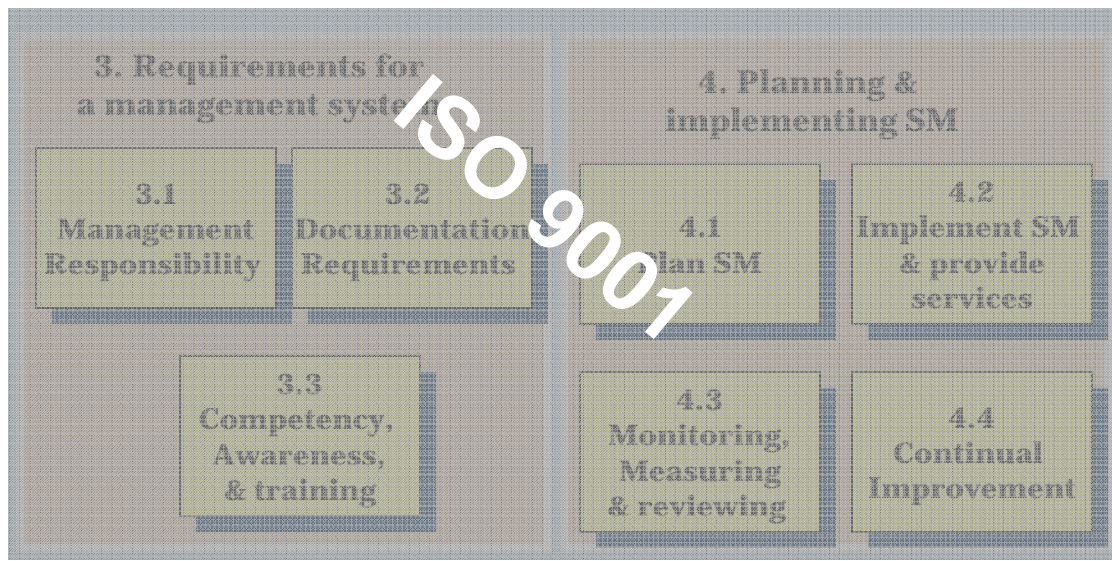 3. Requirements for
a management system
4. Planning &
implementing SM
ISO 9001
3.1
Management
Responsibility
3.2
Documentation
Requirements
4.1
Plan SM
4.2
Implement SM
& provide
services
3.3
Competency,
Awareness,
& training
4.3
Monitoring,
Measuring
& reviewing
4.4
Continual
Improvement